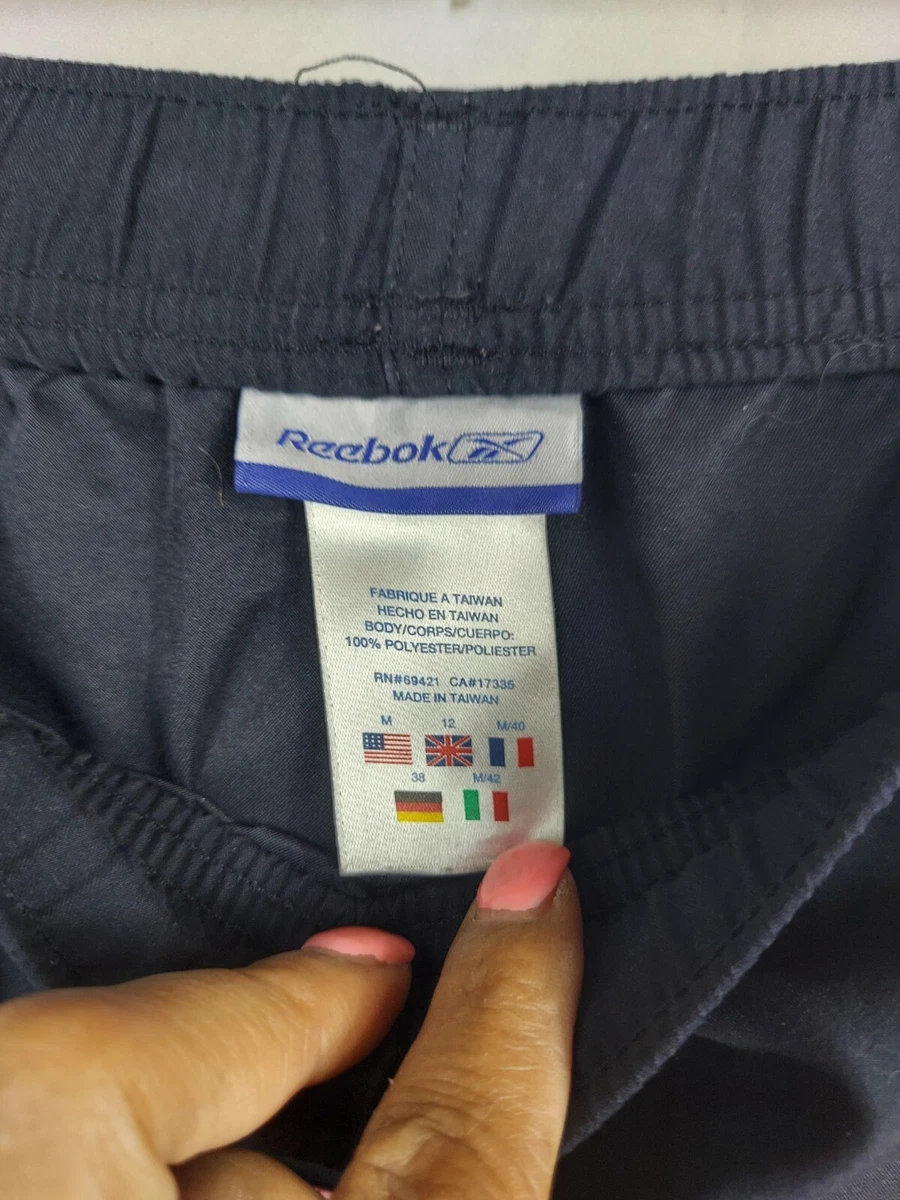 Reebok
FABRIQUE A TAIWAN
HECHO EN TAIWAN
BODY/CORPS/CUERPO:
100% POLYESTER/POLIESTER
RN#69421 CA#17335
MADE IN TAIWAN
M 12 M/40
38 M/42